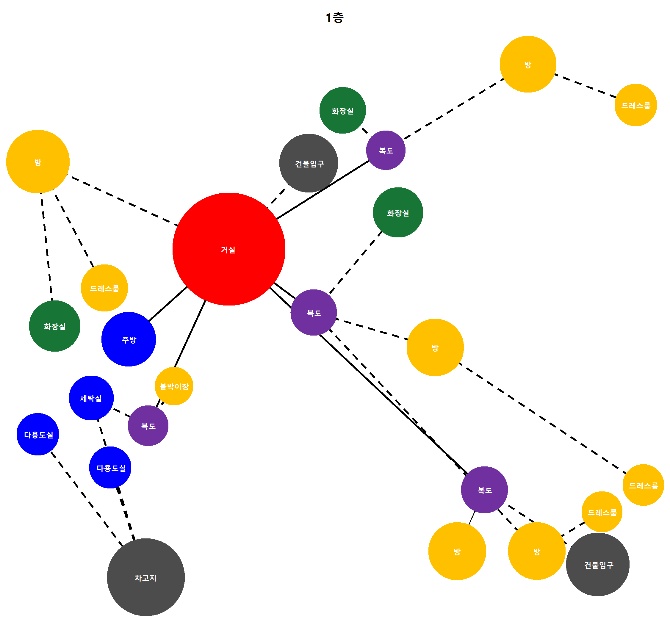 1층
방
드레스룸
화장실
복도
건물입구
방
화장실
거실
드레스룸
복도
화장실
주방
방
붙박이장
세탁실
복도
다용도실
다용도실
드레스룸
복도
드레스룸
방
방
건물입구
차고지